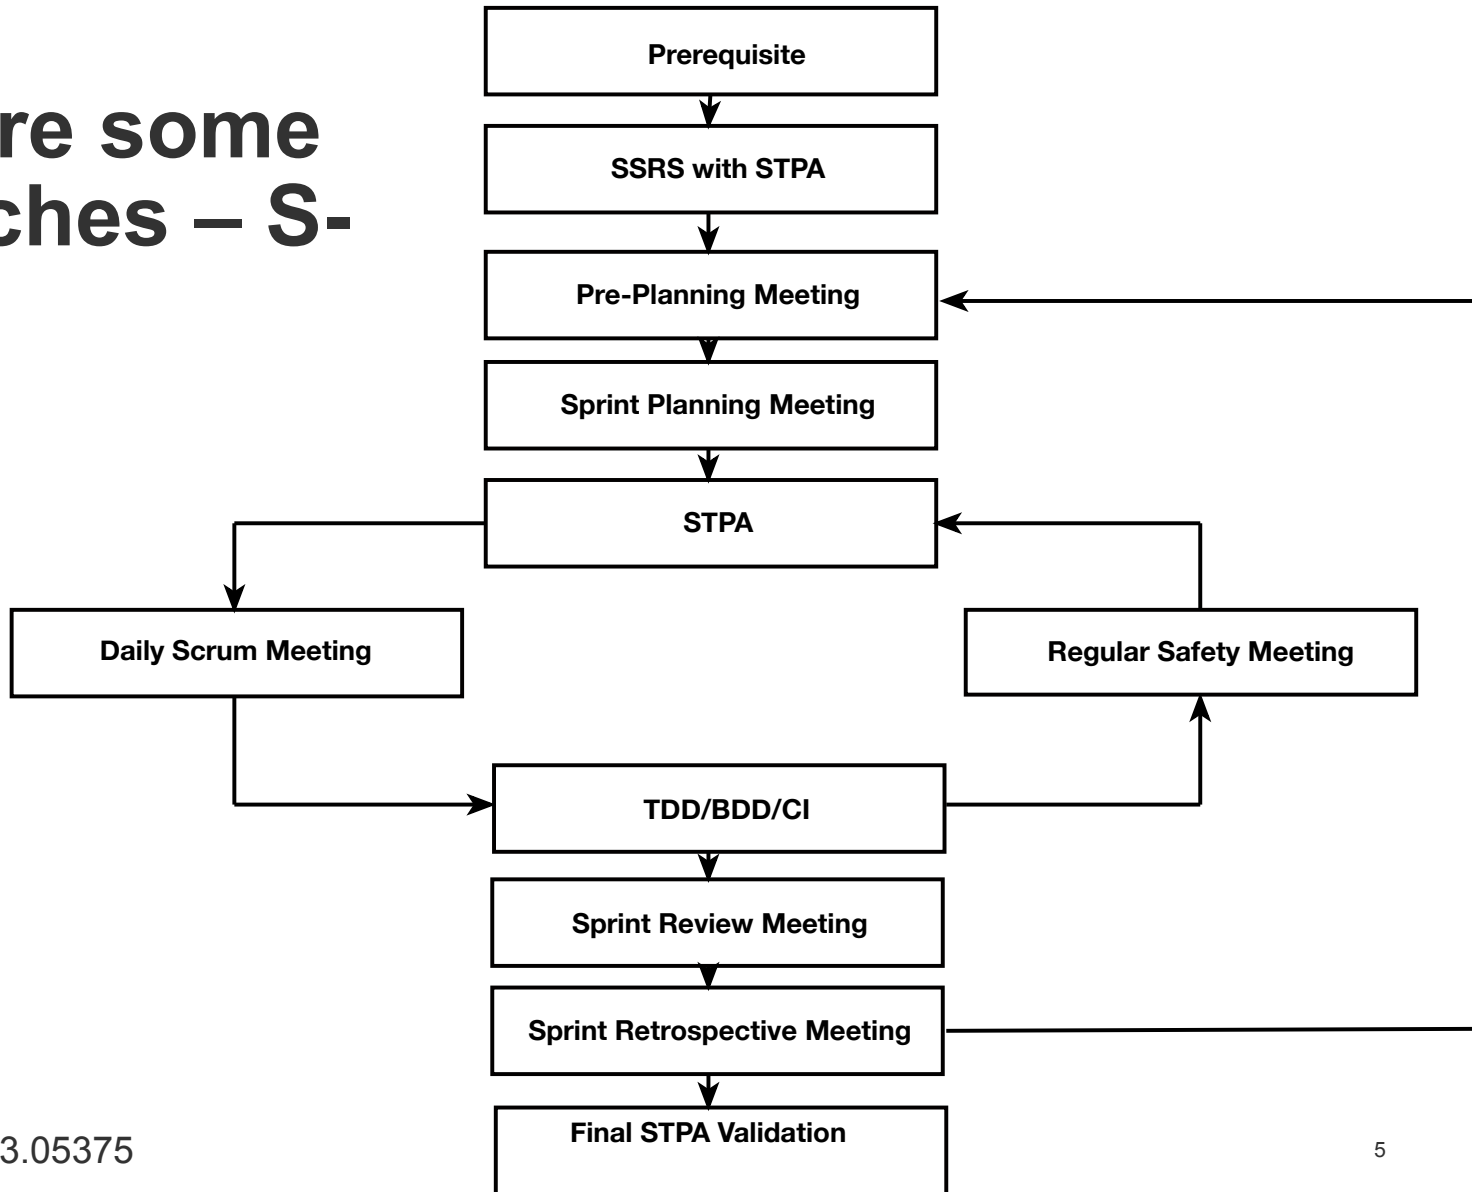 re some
ches – S-
Prerequisite
SSRS with STPA
Pre-Planning Meeting
Sprint Planning Meeting
STPA
Daily Scrum Meeting
Regular Safety Meeting
TDD/BDD/CI
Sprint Review Meeting
Sprint Retrospective Meeting
Final STPA Validation
3.05375
5